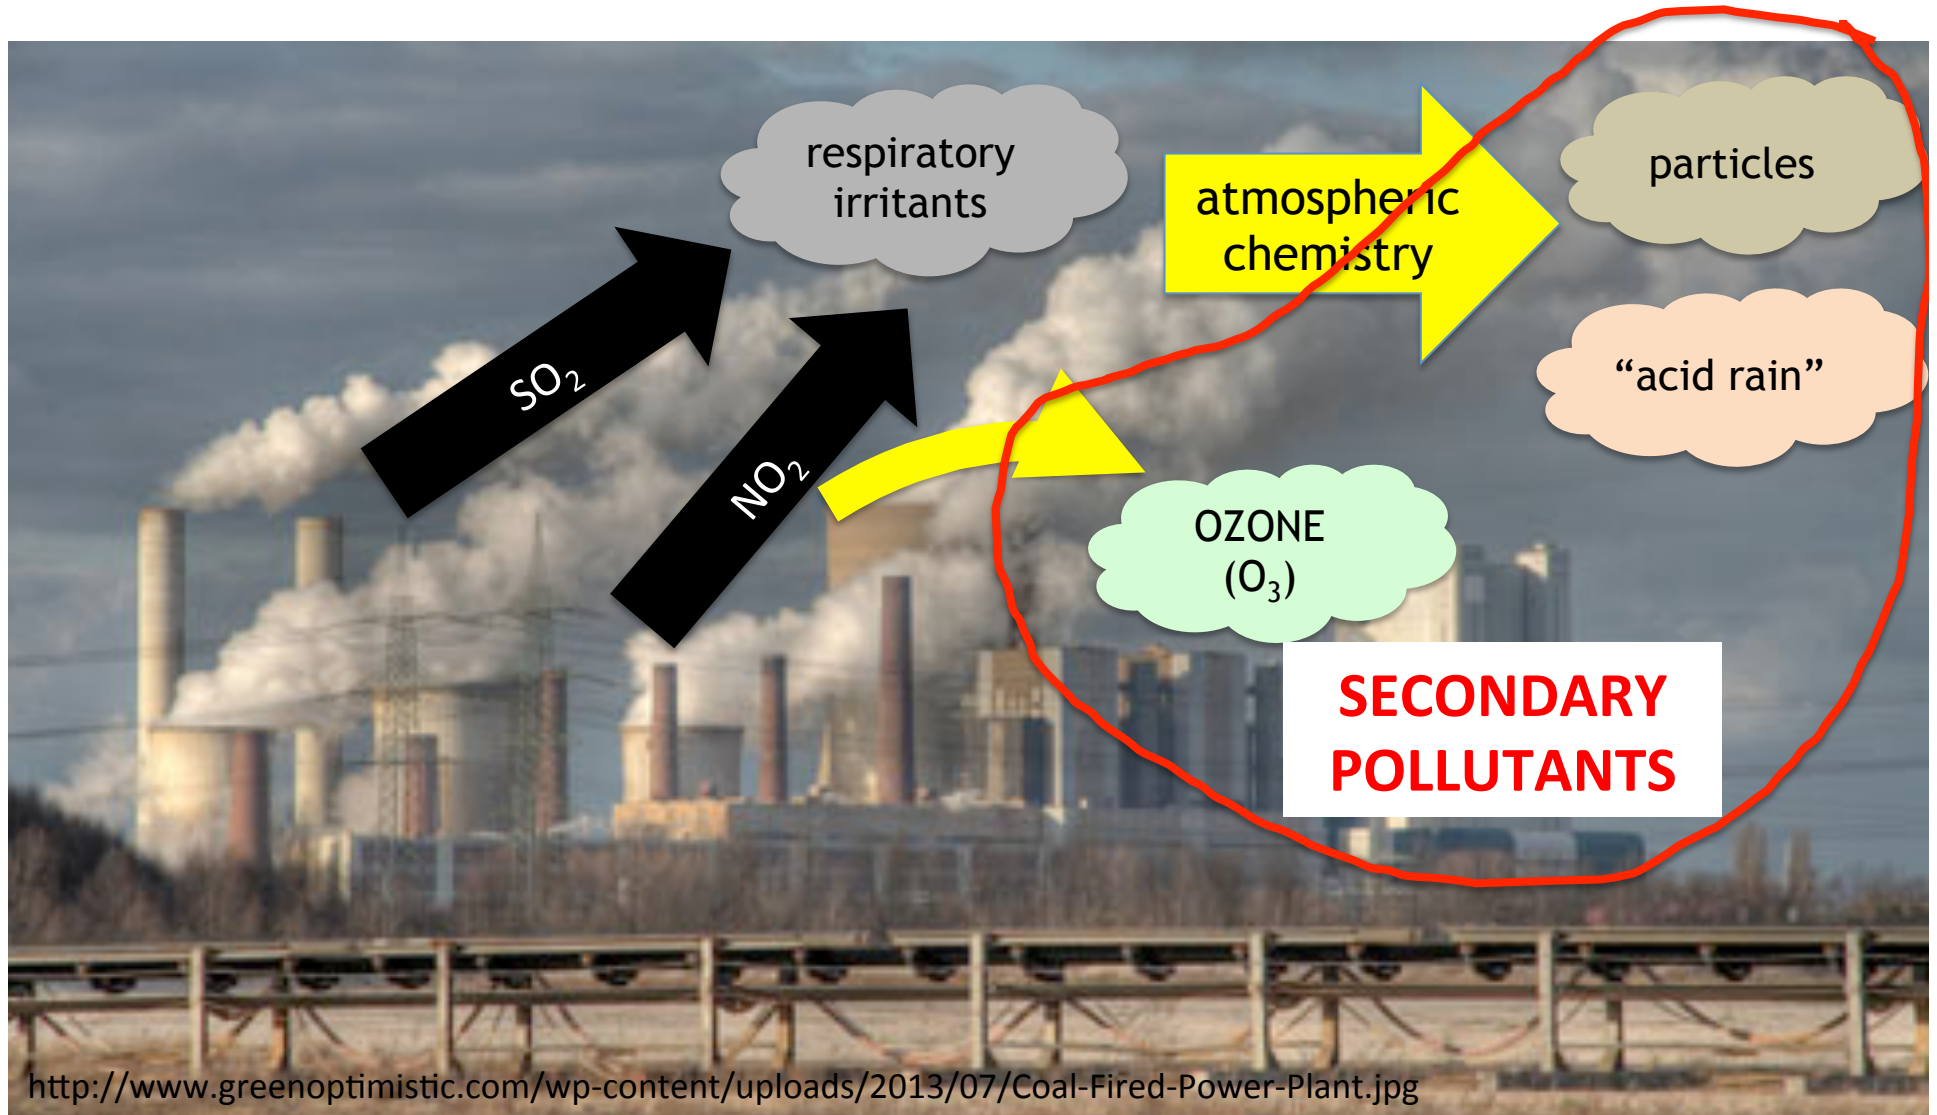 respiratory
irritants
atmospheric
chemistry
particles
“acid rain”
SO₂
NO₂
OZONE
(O₃)
SECONDARY
POLLUTANTS
http://www.greenoptimistic.com/wp-content/uploads/2013/07/Coal-Fired-Power-Plant.jpg